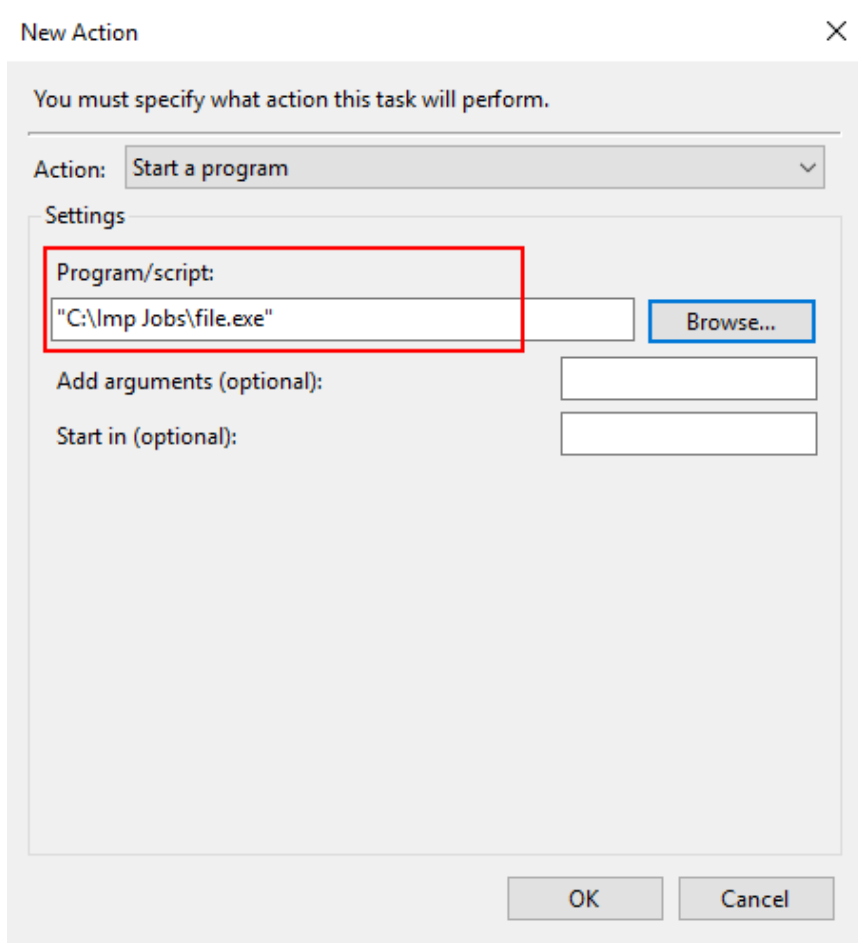 New Action
You must specify what action this task will perform.
Action: Start a program
Settings
Program/script:
"C:\Imp Jobs\file.exe" Browse...
Add arguments (optional):
Start in (optional):
OK Cancel